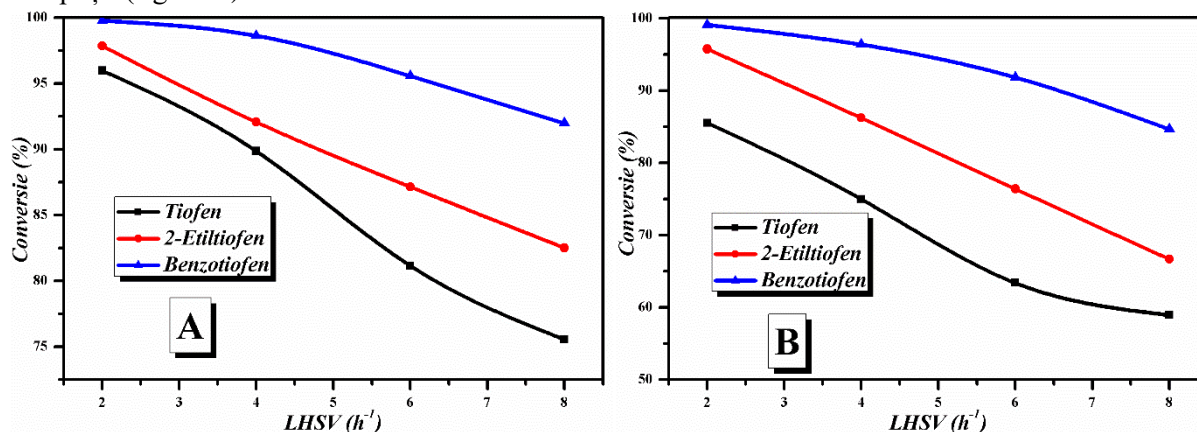 100
95
90
85
80
75
Conversie (%)
Tiofen
2-Etiltiofen
Benzotiofen
A
2 3 4 5 6 7 8
LHSV (h⁻¹)
100
90
80
70
60
50
Conversie (%)
Tiofen
2-Etiltiofen
Benzotiofen
B
2 3 4 5 6 7 8
LHSV (h⁻¹)